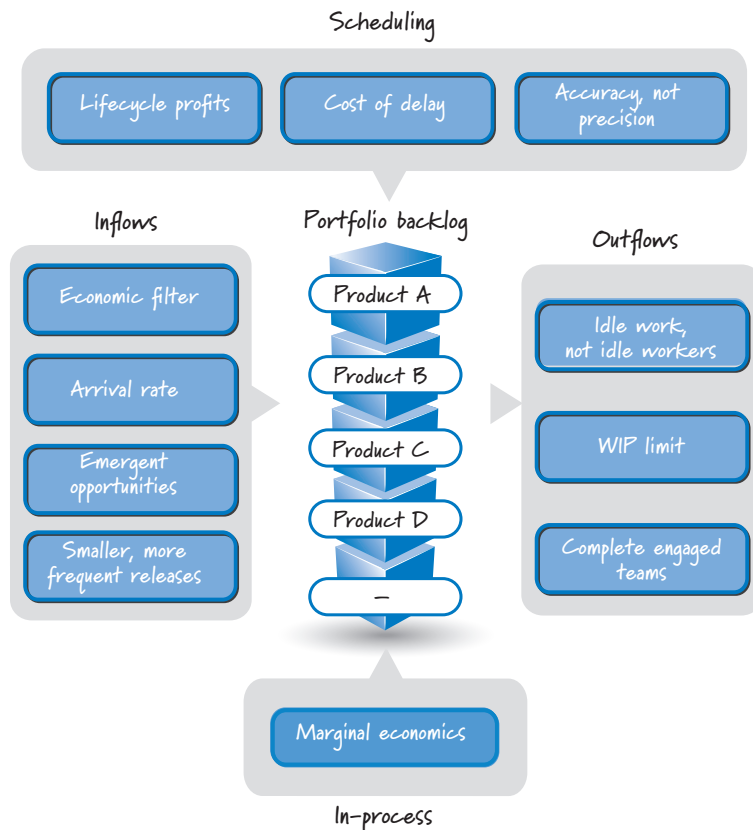 Scheduling
Lifecycle profits
Cost of delay
Accuracy, not
precision
Inflows
Economic filter
Arrival rate
Emergent
opportunities
Smaller, more
frequent releases
Portfolio backlog
Product A
Product B
Product C
Product D
–
Outflows
Idle work,
not idle workers
WIP limit
Complete engaged
teams
Marginal economics
In-process